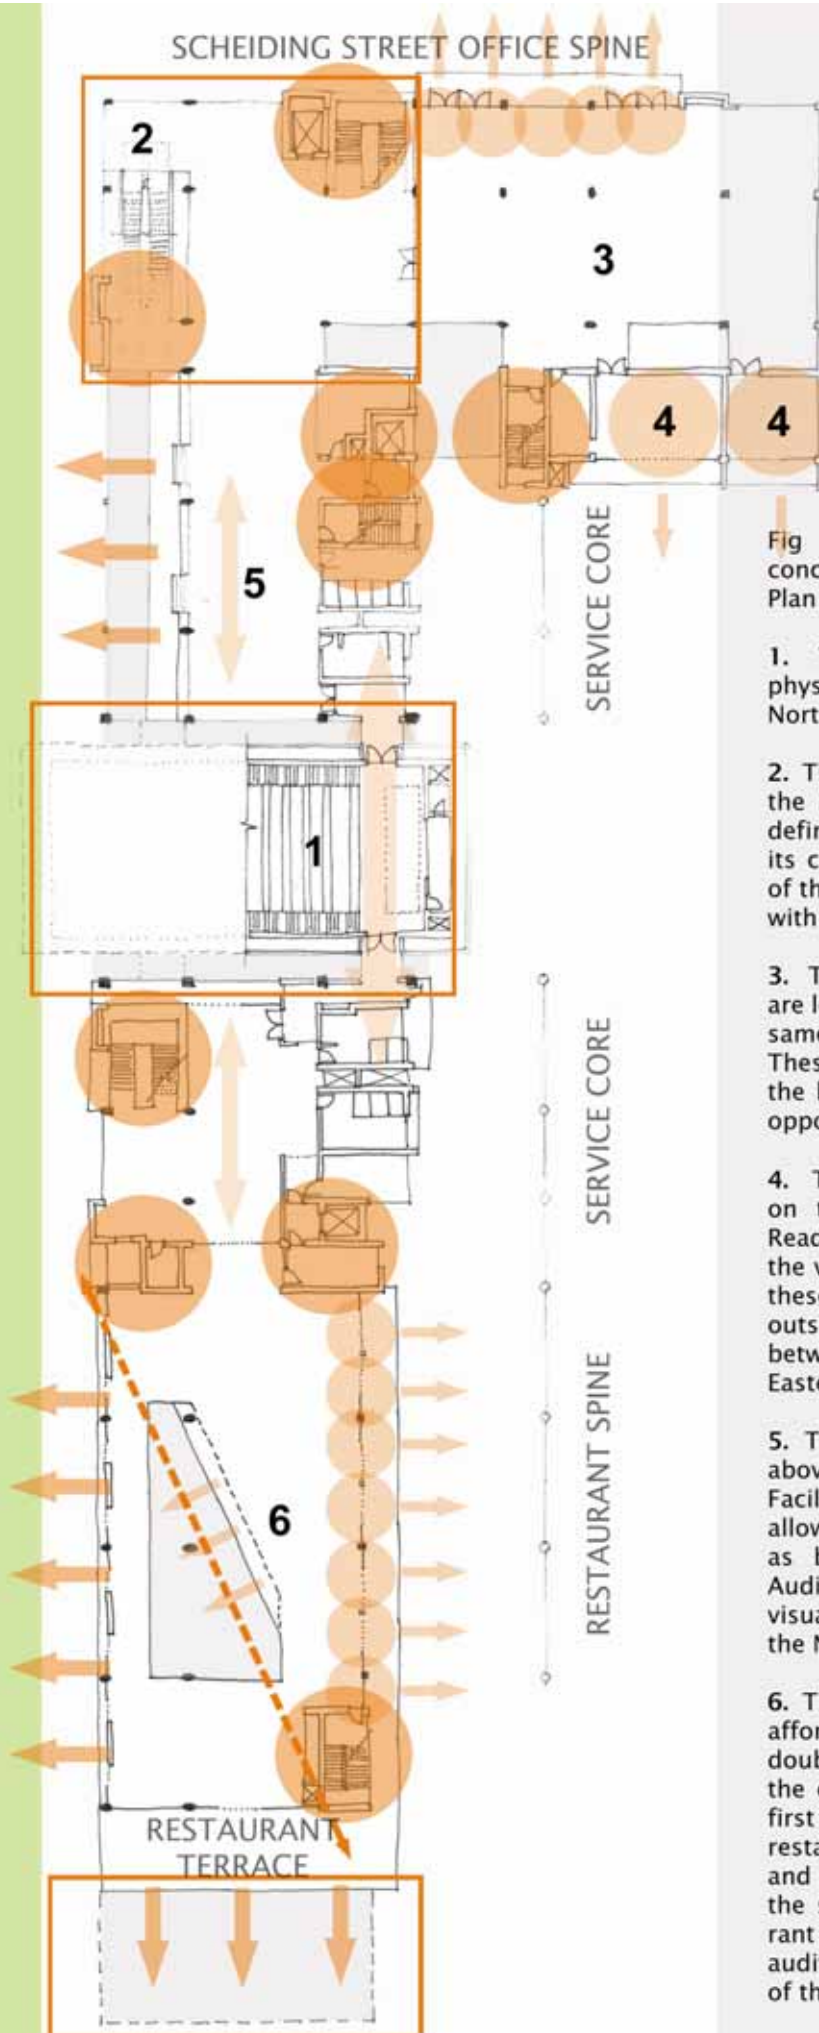 SCHEIDING STREET OFFICE SPINE
2
3
4
4
5
SERVICE CORE
1
SERVICE CORE
6
RESTAURANT SPINE
RESTAURANT
TERRACE
Fig
conc
Plan
1.
phys
Nort
2. T
the
defin
its c
of th
with
3. T
are l
same
Thes
the
oppo
4. T
on t
Read
the v
these
outs
betw
Easte
5. T
abov
Facil
allow
as b
Audi
visua
the N
6. T
affor
doub
the
first
resta
and
the
rant
audit
of th